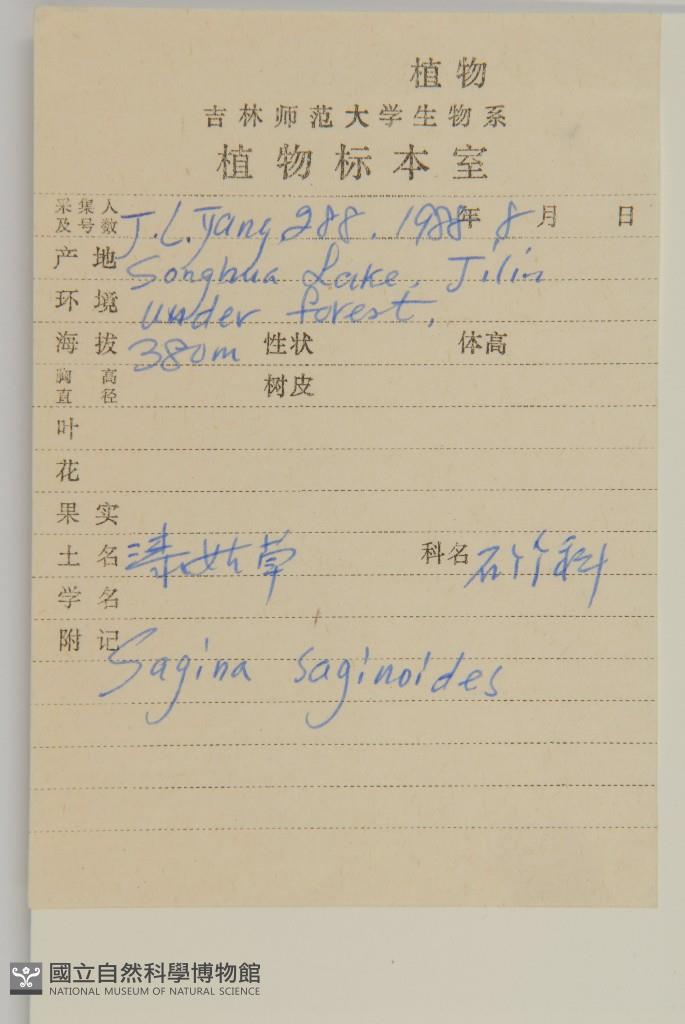 植物
吉林师范大学生物系
植物标本室
采集人及号数 J.L.Yang 288. 1988 年 8 月 日
产地 Songhua Lake, Jilin
环境 under forest,
海拔 380m 性状 体高
胸高直径 树皮
叶
花
果实
土名 漆姑草 科名 石竹科
学名
附记 Sagina saginoides
國立自然科學博物館
NATIONAL MUSEUM OF NATURAL SCIENCE